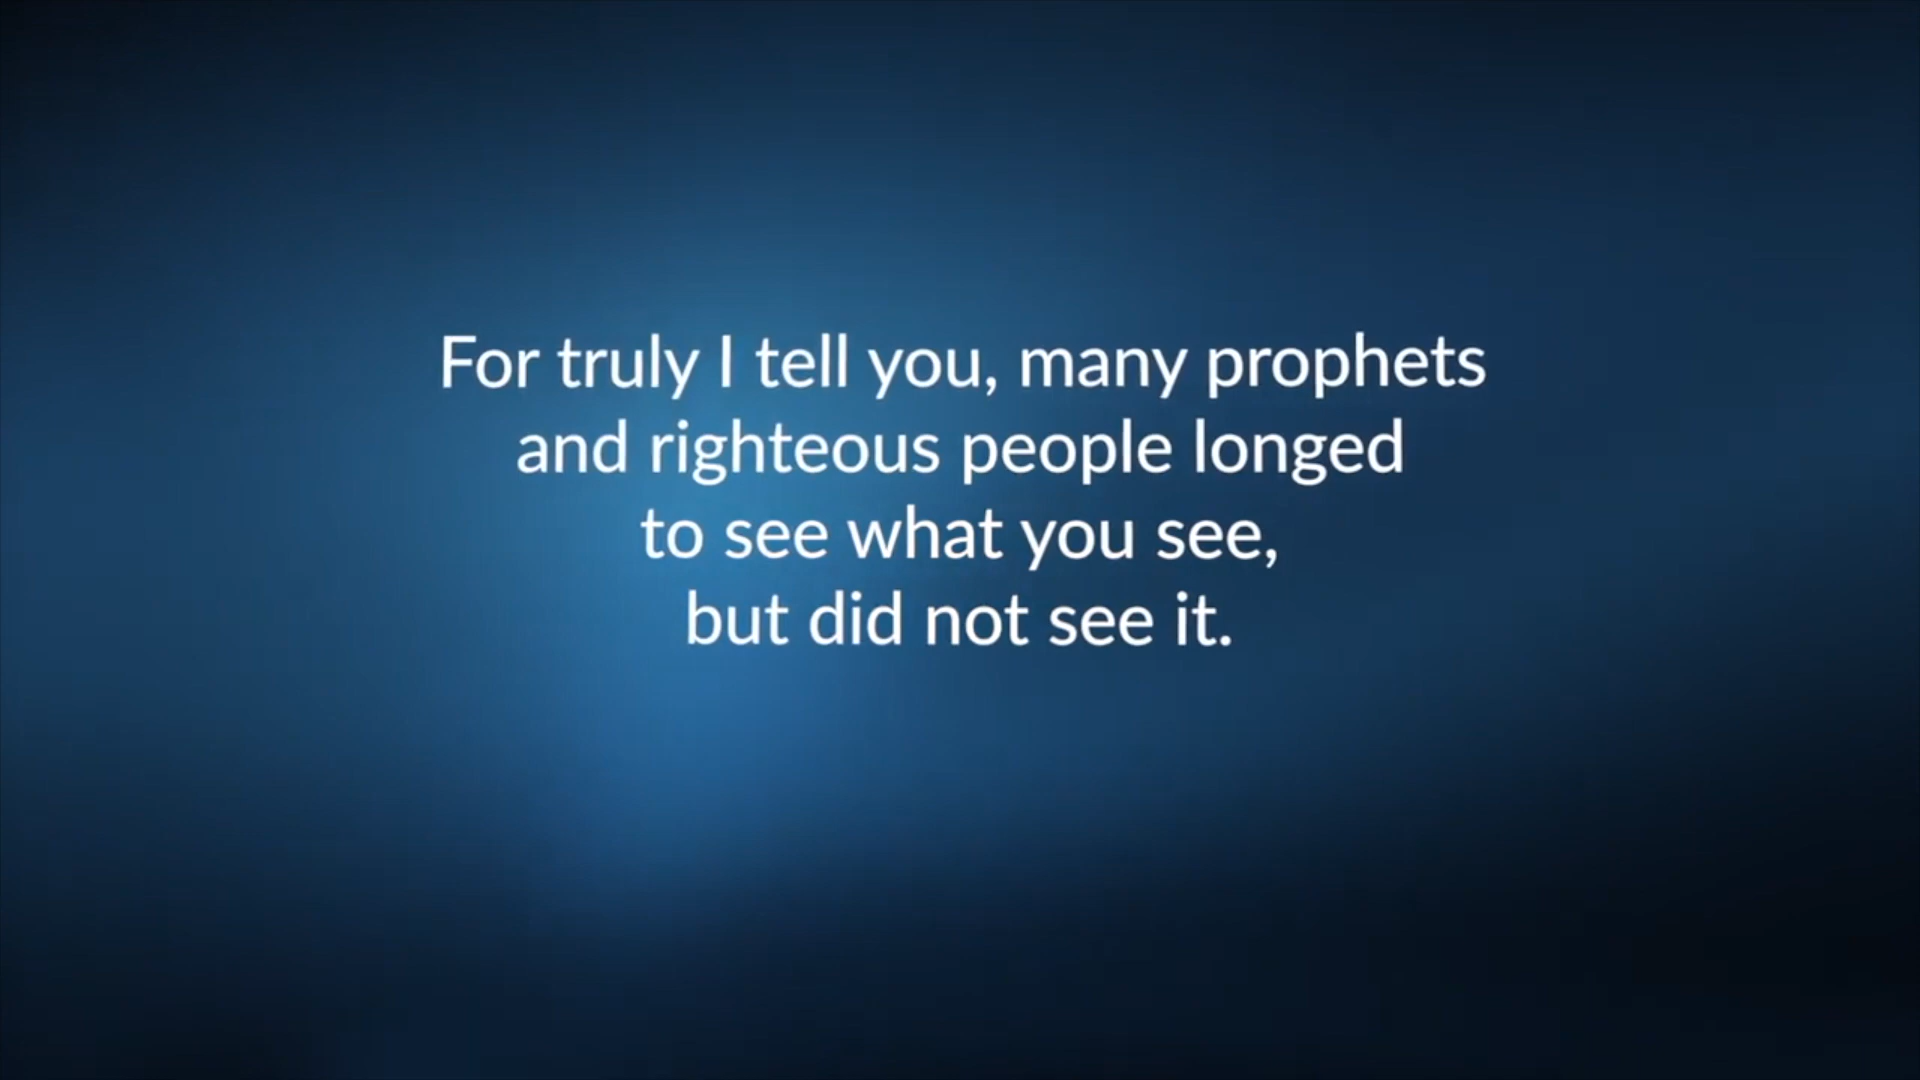 For truly I tell you, many prophets
and righteous people longed
to see what you see,
but did not see it.